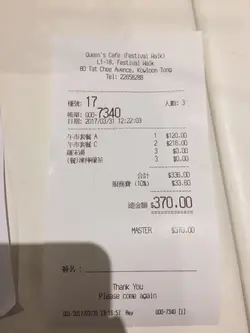 Queen's Cafe (Festival Walk)
L1-18, Festival Walk
80 Tat Chee Avenue, Kowloon Tong
Tel: 22658288
檯號: 17 人數: 3
帳單: Q00-7340
日期: 2017/03/31 12:22:03
午市套餐 A 1 $120.00
午市套餐 C 2 $216.00
羅宋湯 3 $0.00
(餐)凍檸檬茶 3 $0.00
合計 $336.00
服務費 (10%) $33.60
總金額 $370.00
MASTER $370.00
簽名:
Thank You
Please come again